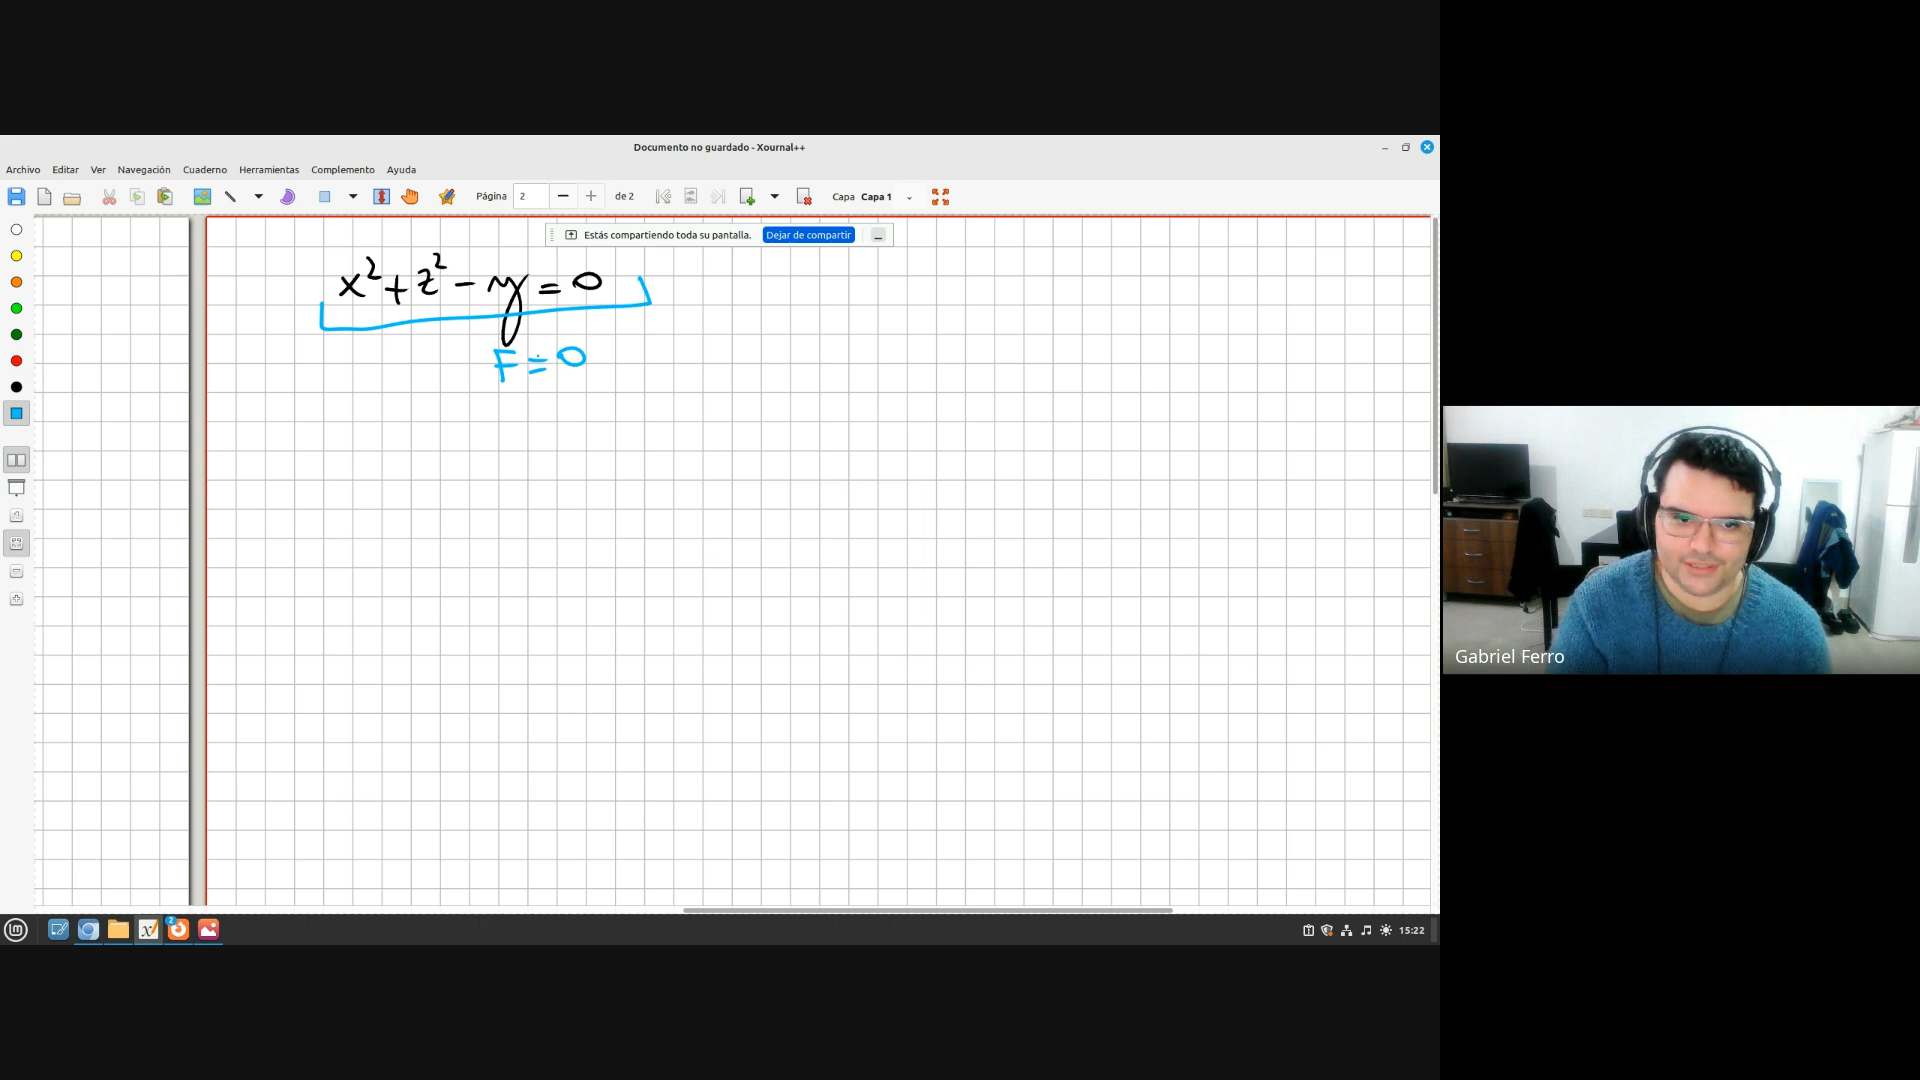 Documento no guardado - Xournal++
Archivo Editar Ver Navegación Cuaderno Herramientas Complemento Ayuda
Página 2 de 2 Capa Capa 1
Estás compartiendo toda su pantalla. Dejar de compartir
x² + z² - y = 0
F = 0
Gabriel Ferro
2
15:22